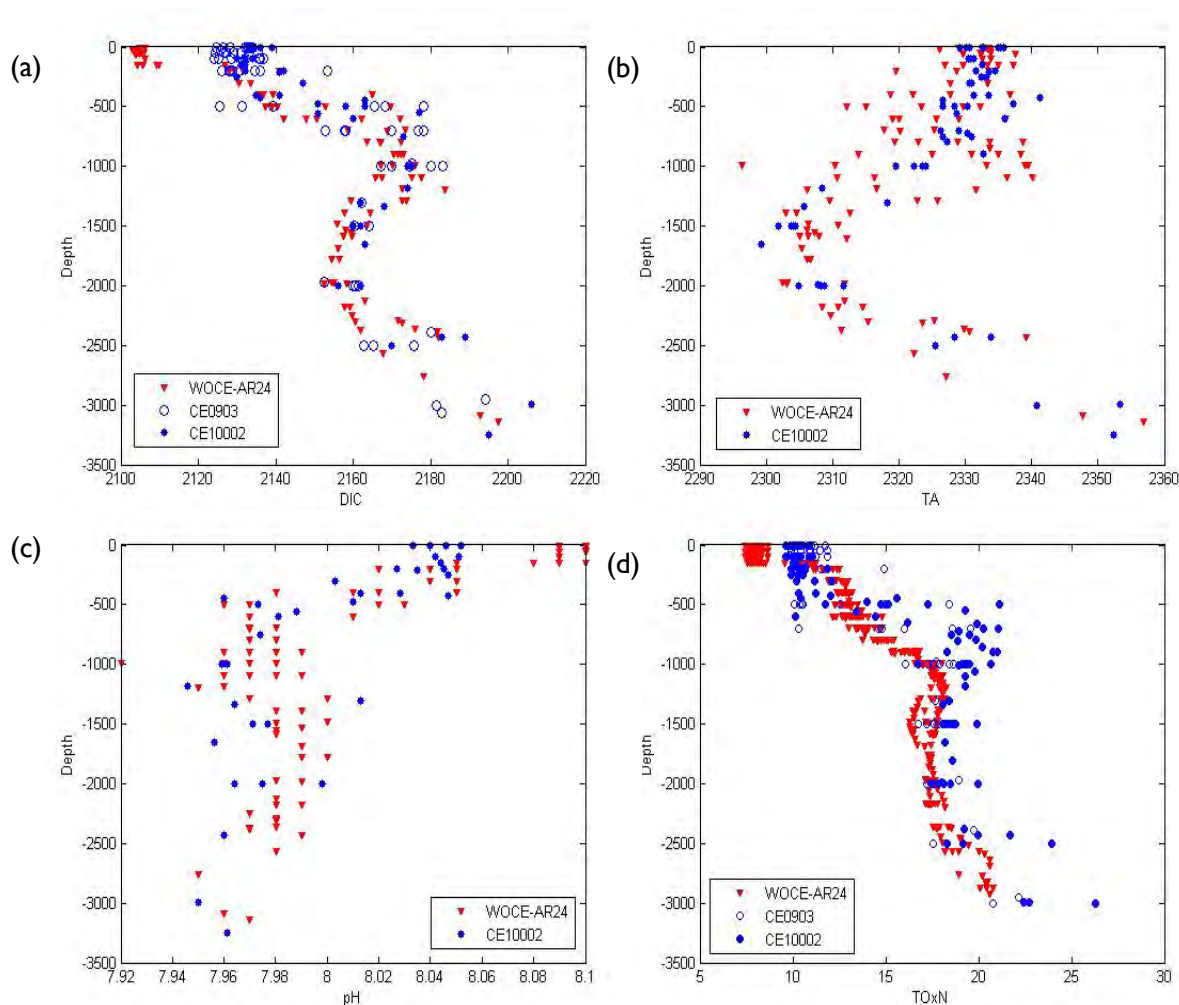 (a)
0
-500
-1000
-1500
-2000
-2500
-3000
-3500
Depth
WOCE-AR24
CE0903
CE10002
2100 2120 2140 2160 2180 2200 2220
DIC
(b)
0
-500
-1000
-1500
-2000
-2500
-3000
-3500
Depth
WOCE-AR24
CE10002
2290 2300 2310 2320 2330 2340 2350 2360
TA
(c)
0
-500
-1000
-1500
-2000
-2500
-3000
-3500
Depth
WOCE-AR24
CE10002
7.92 7.94 7.96 7.98 8 8.02 8.04 8.06 8.08 8.1
pH
(d)
0
-500
-1000
-1500
-2000
-2500
-3000
-3500
Depth
WOCE-AR24
CE0903
CE10002
5 10 15 20 25 30
TOxN